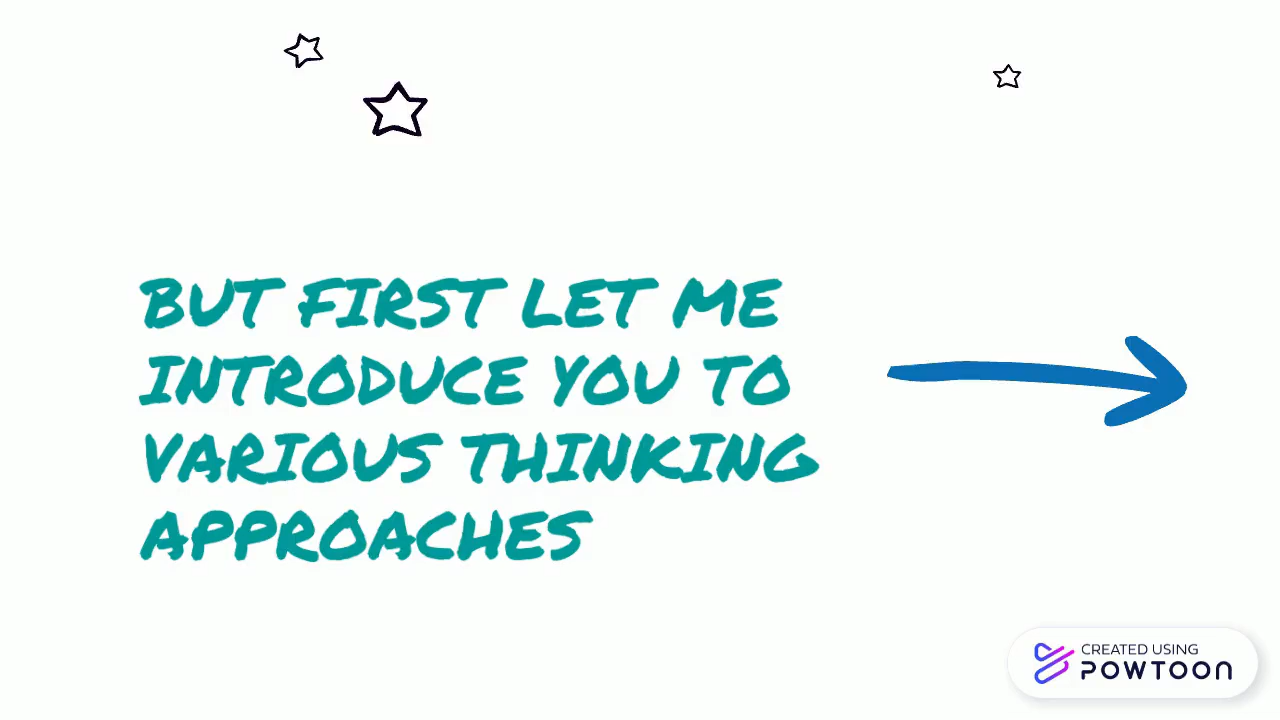 BUT FIRST LET ME
INTRODUCE YOU TO
VARIOUS THINKING
APPROACHES
CREATED USING
POWTOON